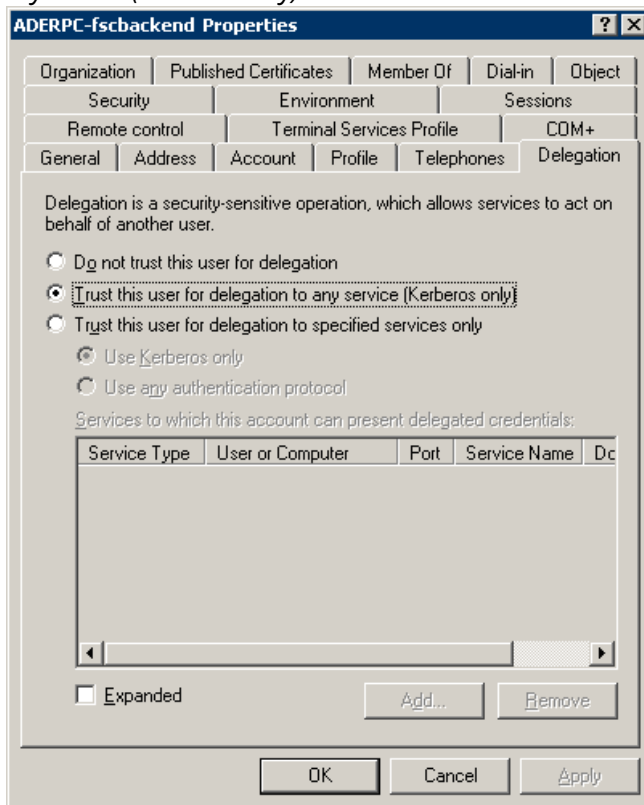 ADERPC-fscbackend Properties
Organization Published Certificates Member Of Dial-in Object
Security Environment Sessions
Remote control Terminal Services Profile COM+
General Address Account Profile Telephones Delegation
Delegation is a security-sensitive operation, which allows services to act on
behalf of another user.
Do not trust this user for delegation
Trust this user for delegation to any service (Kerberos only)
Trust this user for delegation to specified services only
Use Kerberos only
Use any authentication protocol
Services to which this account can present delegated credentials:
Service Type User or Computer Port Service Name Dc
Expanded Add... Remove
OK Cancel Apply